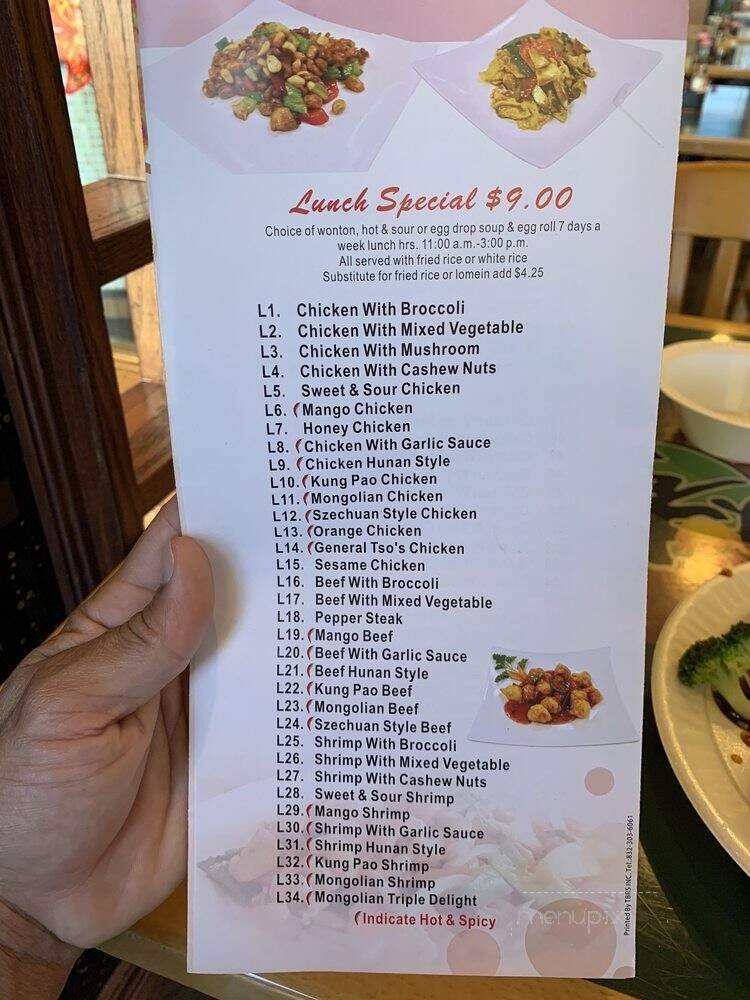 Lunch Special $9.00
Choice of wonton, hot & sour or egg drop soup & egg roll 7 days a
week lunch hrs. 11:00 a.m.-3:00 p.m.
All served with fried rice or white rice
Substitute for fried rice or lomein add $4.25
L1. Chicken With Broccoli
L2. Chicken With Mixed Vegetable
L3. Chicken With Mushroom
L4. Chicken With Cashew Nuts
L5. Sweet & Sour Chicken
L6. Mango Chicken
L7. Honey Chicken
L8. Chicken With Garlic Sauce
L9. Chicken Hunan Style
L10. Kung Pao Chicken
L11. Mongolian Chicken
L12. Szechuan Style Chicken
L13. Orange Chicken
L14. General Tso's Chicken
L15. Sesame Chicken
L16. Beef With Broccoli
L17. Beef With Mixed Vegetable
L18. Pepper Steak
L19. Mango Beef
L20. Beef With Garlic Sauce
L21. Beef Hunan Style
L22. Kung Pao Beef
L23. Mongolian Beef
L24. Szechuan Style Beef
L25. Shrimp With Broccoli
L26. Shrimp With Mixed Vegetable
L27. Shrimp With Cashew Nuts
L28. Sweet & Sour Shrimp
L29. Mango Shrimp
L30. Shrimp With Garlic Sauce
L31. Shrimp Hunan Style
L32. Kung Pao Shrimp
L33. Mongolian Shrimp
L34. Mongolian Triple Delight
Indicate Hot & Spicy
menupix
Printed By TBBS INC. Tel.:832-303-6061